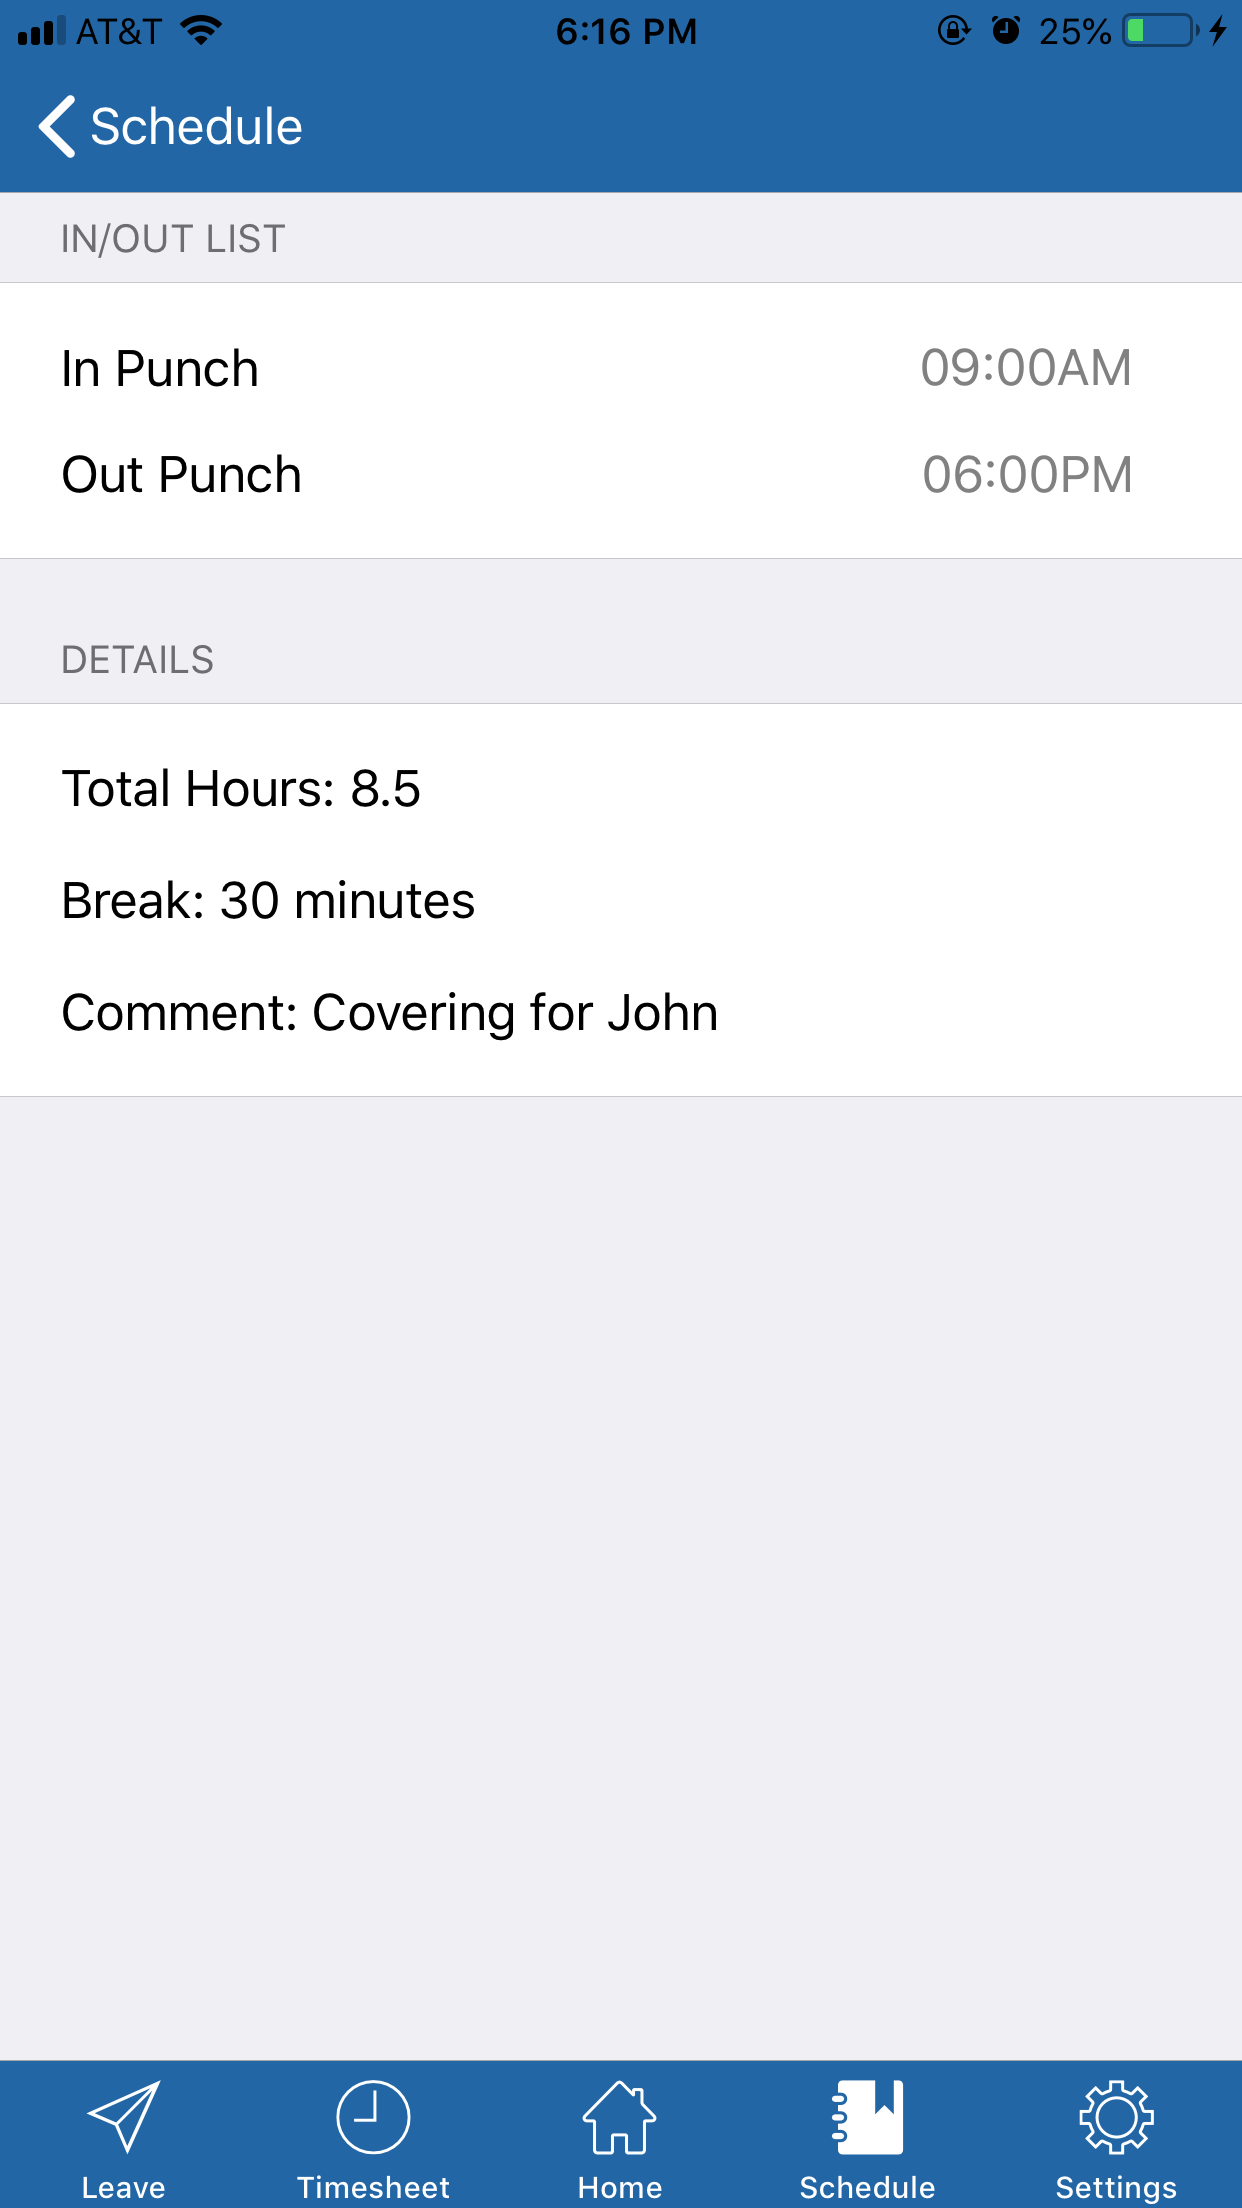 AT&T 6:16 PM 25%
Schedule
IN/OUT LIST
In Punch 09:00AM
Out Punch 06:00PM
DETAILS
Total Hours: 8.5
Break: 30 minutes
Comment: Covering for John
Leave Timesheet Home Schedule Settings